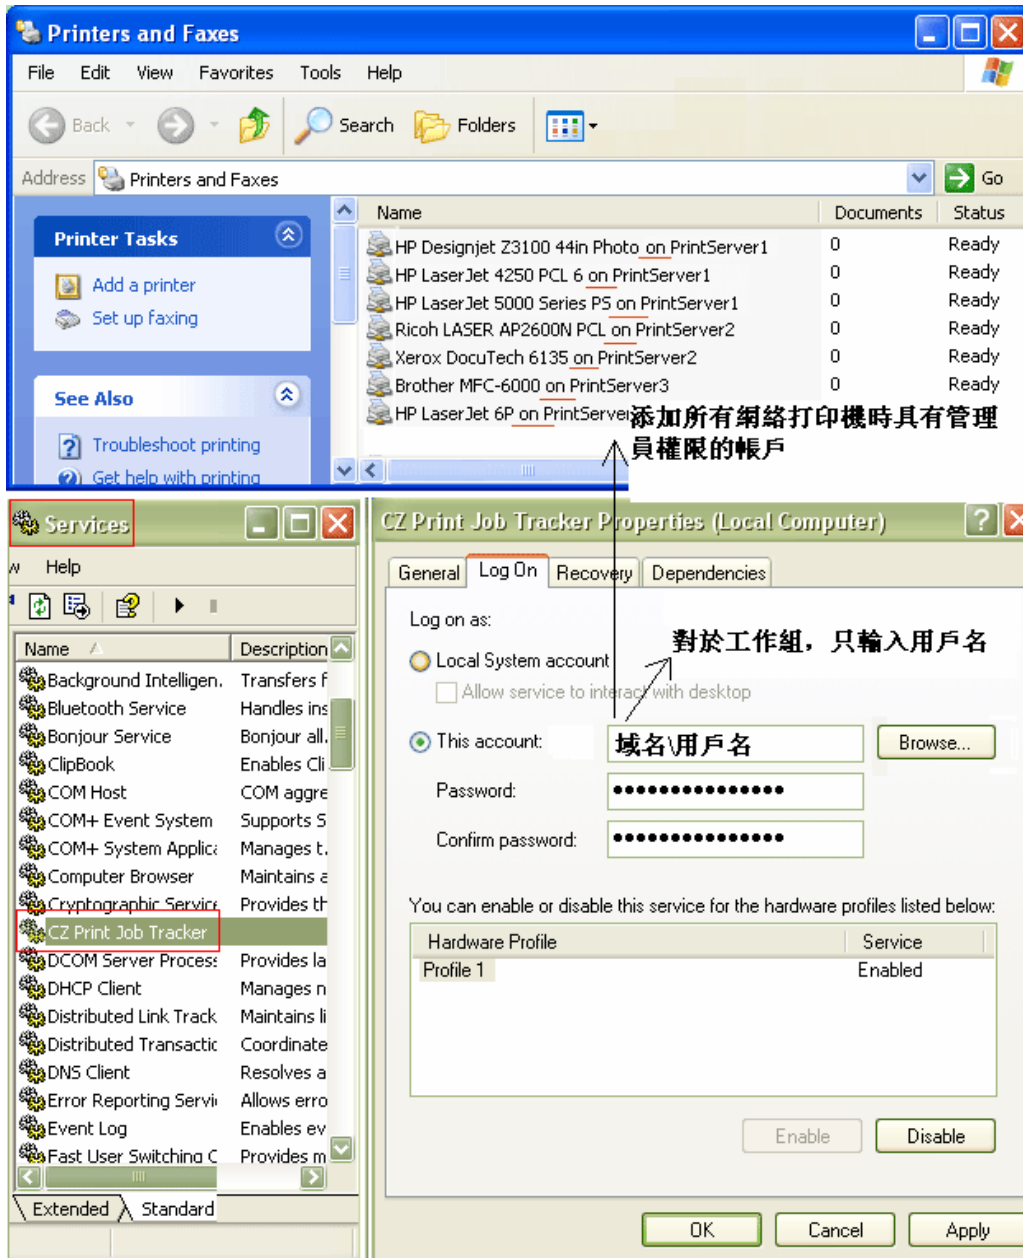 Printers and Faxes
File Edit View Favorites Tools Help
Back Search Folders
Address Printers and Faxes Go
Printer Tasks
Add a printer
Set up faxing
See Also
Troubleshoot printing
Get help with printing
Name Documents Status
HP Designjet Z3100 44in Photo on PrintServer1 0 Ready
HP LaserJet 4250 PCL 6 on PrintServer1 0 Ready
HP LaserJet 5000 Series PS on PrintServer1 0 Ready
Ricoh LASER AP2600N PCL on PrintServer2 0 Ready
Xerox DocuTech 6135 on PrintServer2 0 Ready
Brother MFC-6000 on PrintServer3 0 Ready
HP LaserJet 6P on PrintServer
添加所有網絡打印機時具有管理
員權限的帳戶
Services
w Help
Name Description
Background Intelligen. Transfers f
Bluetooth Service Handles ins
Bonjour Service Bonjour all.
ClipBook Enables Cli
COM Host COM aggre
COM+ Event System Supports S
COM+ System Applica Manages t.
Computer Browser Maintains a
Cryptographic Service Provides th
CZ Print Job Tracker
DCOM Server Process Provides la
DHCP Client Manages n
Distributed Link Track Maintains li
Distributed Transactic Coordinate
DNS Client Resolves a
Error Reporting Servi Allows erro
Event Log Enables ev
Fast User Switching C Provides m
Extended Standard
CZ Print Job Tracker Properties (Local Computer)
General Log On Recovery Dependencies
Log on as:
Local System account
Allow service to interact with desktop
對於工作組，只輸入用戶名
This account: 域名\用戶名 Browse...
Password: •••••••••••••••
Confirm password: •••••••••••••••
You can enable or disable this service for the hardware profiles listed below:
Hardware Profile Service
Profile 1 Enabled
Enable Disable
OK Cancel Apply